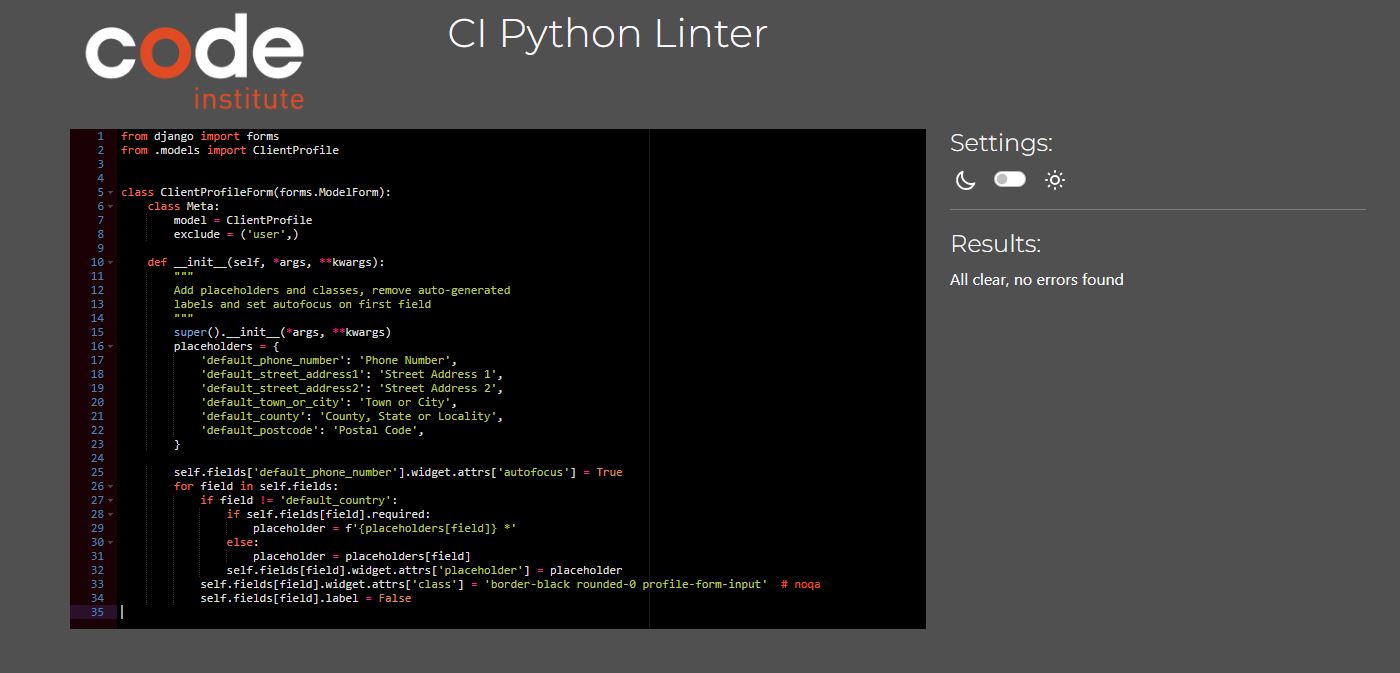 code
institute
CI Python Linter
1 from django import forms
2 from .models import ClientProfile
3
4
5 class ClientProfileForm(forms.ModelForm):
6     class Meta:
7         model = ClientProfile
8         exclude = ('user',)
9
10     def __init__(self, *args, **kwargs):
11         """
12         Add placeholders and classes, remove auto-generated
13         labels and set autofocus on first field
14         """
15         super().__init__(*args, **kwargs)
16         placeholders = {
17             'default_phone_number': 'Phone Number',
18             'default_street_address1': 'Street Address 1',
19             'default_street_address2': 'Street Address 2',
20             'default_town_or_city': 'Town or City',
21             'default_county': 'County, State or Locality',
22             'default_postcode': 'Postal Code',
23         }
24
25         self.fields['default_phone_number'].widget.attrs['autofocus'] = True
26         for field in self.fields:
27             if field != 'default_country':
28                 if self.fields[field].required:
29                     placeholder = f'{placeholders[field]} *'
30                 else:
31                     placeholder = placeholders[field]
32                 self.fields[field].widget.attrs['placeholder'] = placeholder
33             self.fields[field].widget.attrs['class'] = 'border-black rounded-0 profile-form-input'  # noqa
34             self.fields[field].label = False
35
Settings:
Results:
All clear, no errors found